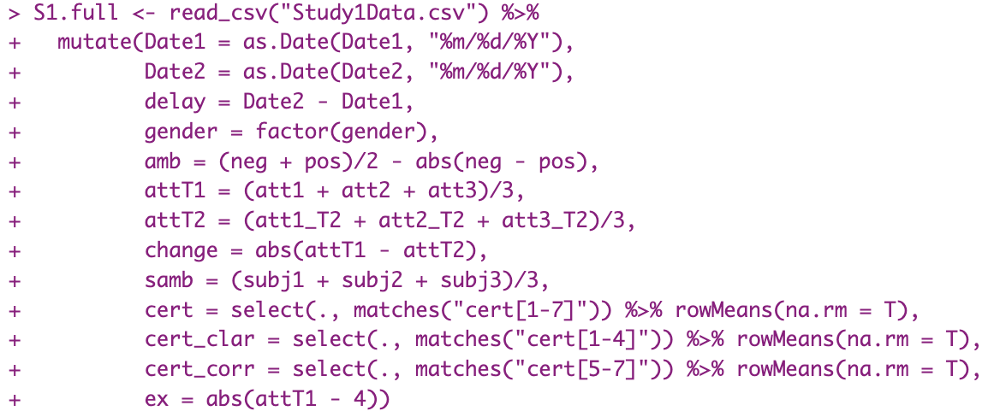 > S1.full <- read_csv("Study1Data.csv") %>%
+   mutate(Date1 = as.Date(Date1, "%m/%d/%Y"),
+          Date2 = as.Date(Date2, "%m/%d/%Y"),
+          delay = Date2 - Date1,
+          gender = factor(gender),
+          amb = (neg + pos)/2 - abs(neg - pos),
+          attT1 = (att1 + att2 + att3)/3,
+          attT2 = (att1_T2 + att2_T2 + att3_T2)/3,
+          change = abs(attT1 - attT2),
+          samb = (subj1 + subj2 + subj3)/3,
+          cert = select(., matches("cert[1-7]")) %>% rowMeans(na.rm = T),
+          cert_clar = select(., matches("cert[1-4]")) %>% rowMeans(na.rm = T),
+          cert_corr = select(., matches("cert[5-7]")) %>% rowMeans(na.rm = T),
+          ex = abs(attT1 - 4))